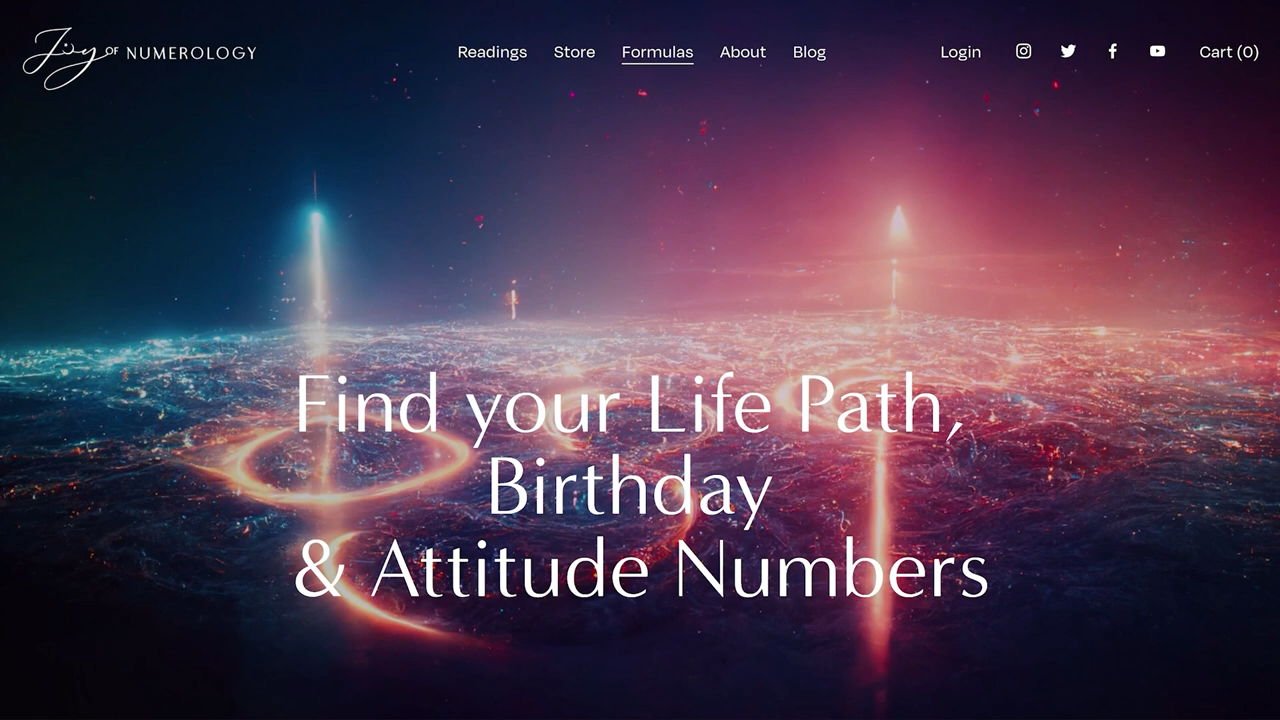 Joy OF NUMEROLOGY
Readings Store Formulas About Blog
Login Cart (0)
Find your Life Path,
Birthday
& Attitude Numbers